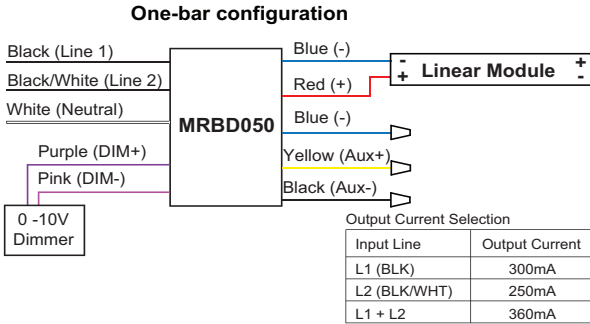 One-bar configuration
Black (Line 1)
Black/White (Line 2)
White (Neutral)
Purple (DIM+)
Pink (DIM-)
0 -10V
Dimmer
MRBD050
Blue (-)
Red (+)
Blue (-)
Yellow (Aux+)
Black (Aux-)
- +
Linear Module
+ -
Output Current Selection
Input Line Output Current
L1 (BLK) 300mA
L2 (BLK/WHT) 250mA
L1 + L2 360mA